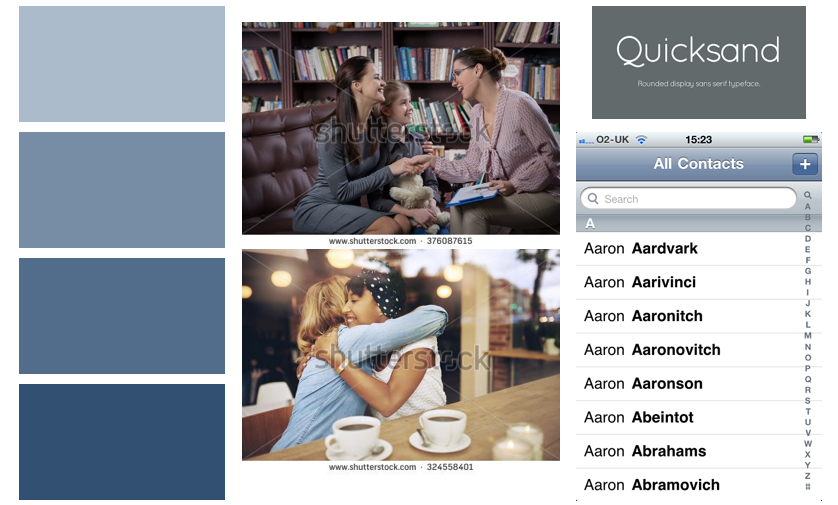 shutterstock
www.shutterstock.com · 376087615
shutterstock
www.shutterstock.com · 324558401
Quicksand
Rounded display sans serif typeface.
O2-UK
15:23
All Contacts
+
Search
A
Aaron Aardvark
Aaron Aarivinci
Aaron Aaronitch
Aaron Aaronovitch
Aaron Aaronson
Aaron Abeintot
Aaron Abrahams
Aaron Abramovich
A
B
C
D
E
F
G
H
I
J
K
L
M
N
O
P
Q
R
S
T
U
V
W
X
Y
Z
#